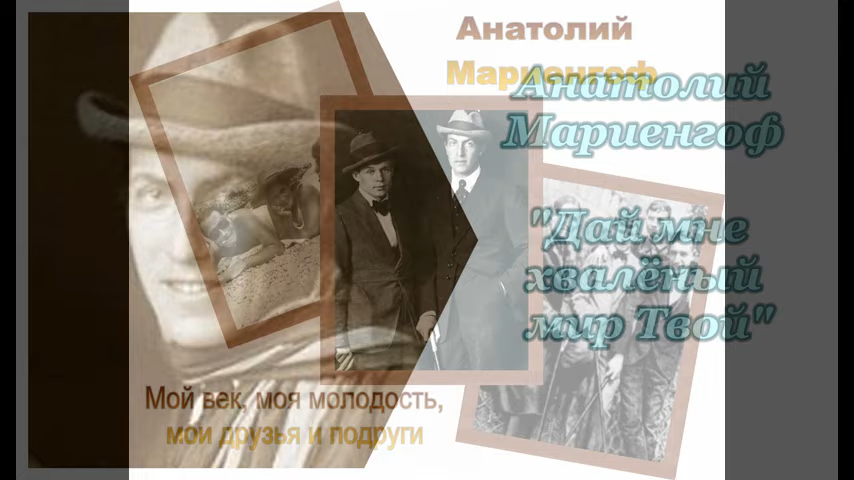 Анатолий
Мариенгоф
Анатолий
Мариенгоф
"Дай мне
хвалёный
мир Твой"
Мой век, моя молодость,
мои друзья и подруги